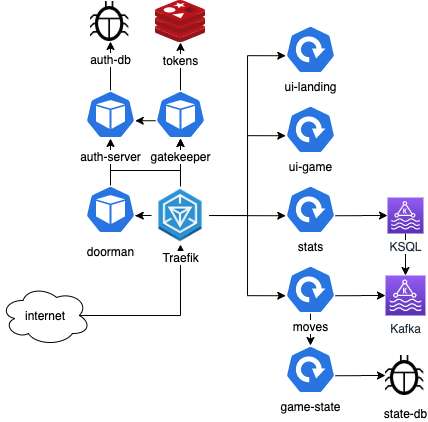 auth-db
tokens
ui-landing
auth-server
gatekeeper
ui-game
doorman
Traefik
stats
KSQL
internet
moves
Kafka
game-state
state-db